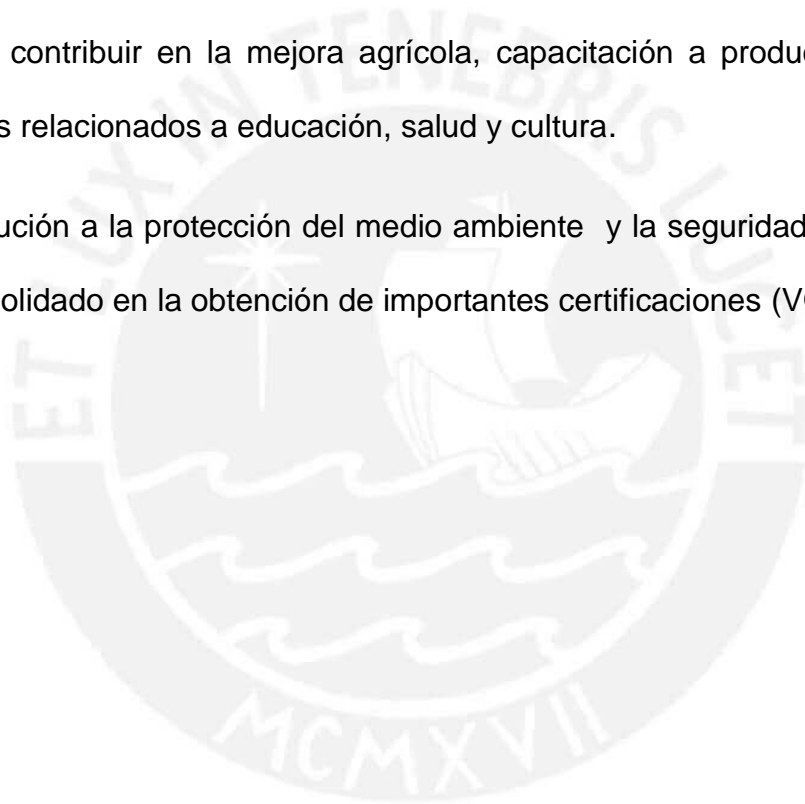 contribuir en la mejora agrícola, capacitación a produ
s relacionados a educación, salud y cultura.
ución a la protección del medio ambiente y la seguridad
olidado en la obtención de importantes certificaciones (V
ET LUX IN TENEBRIS LUCET
MCMXVII